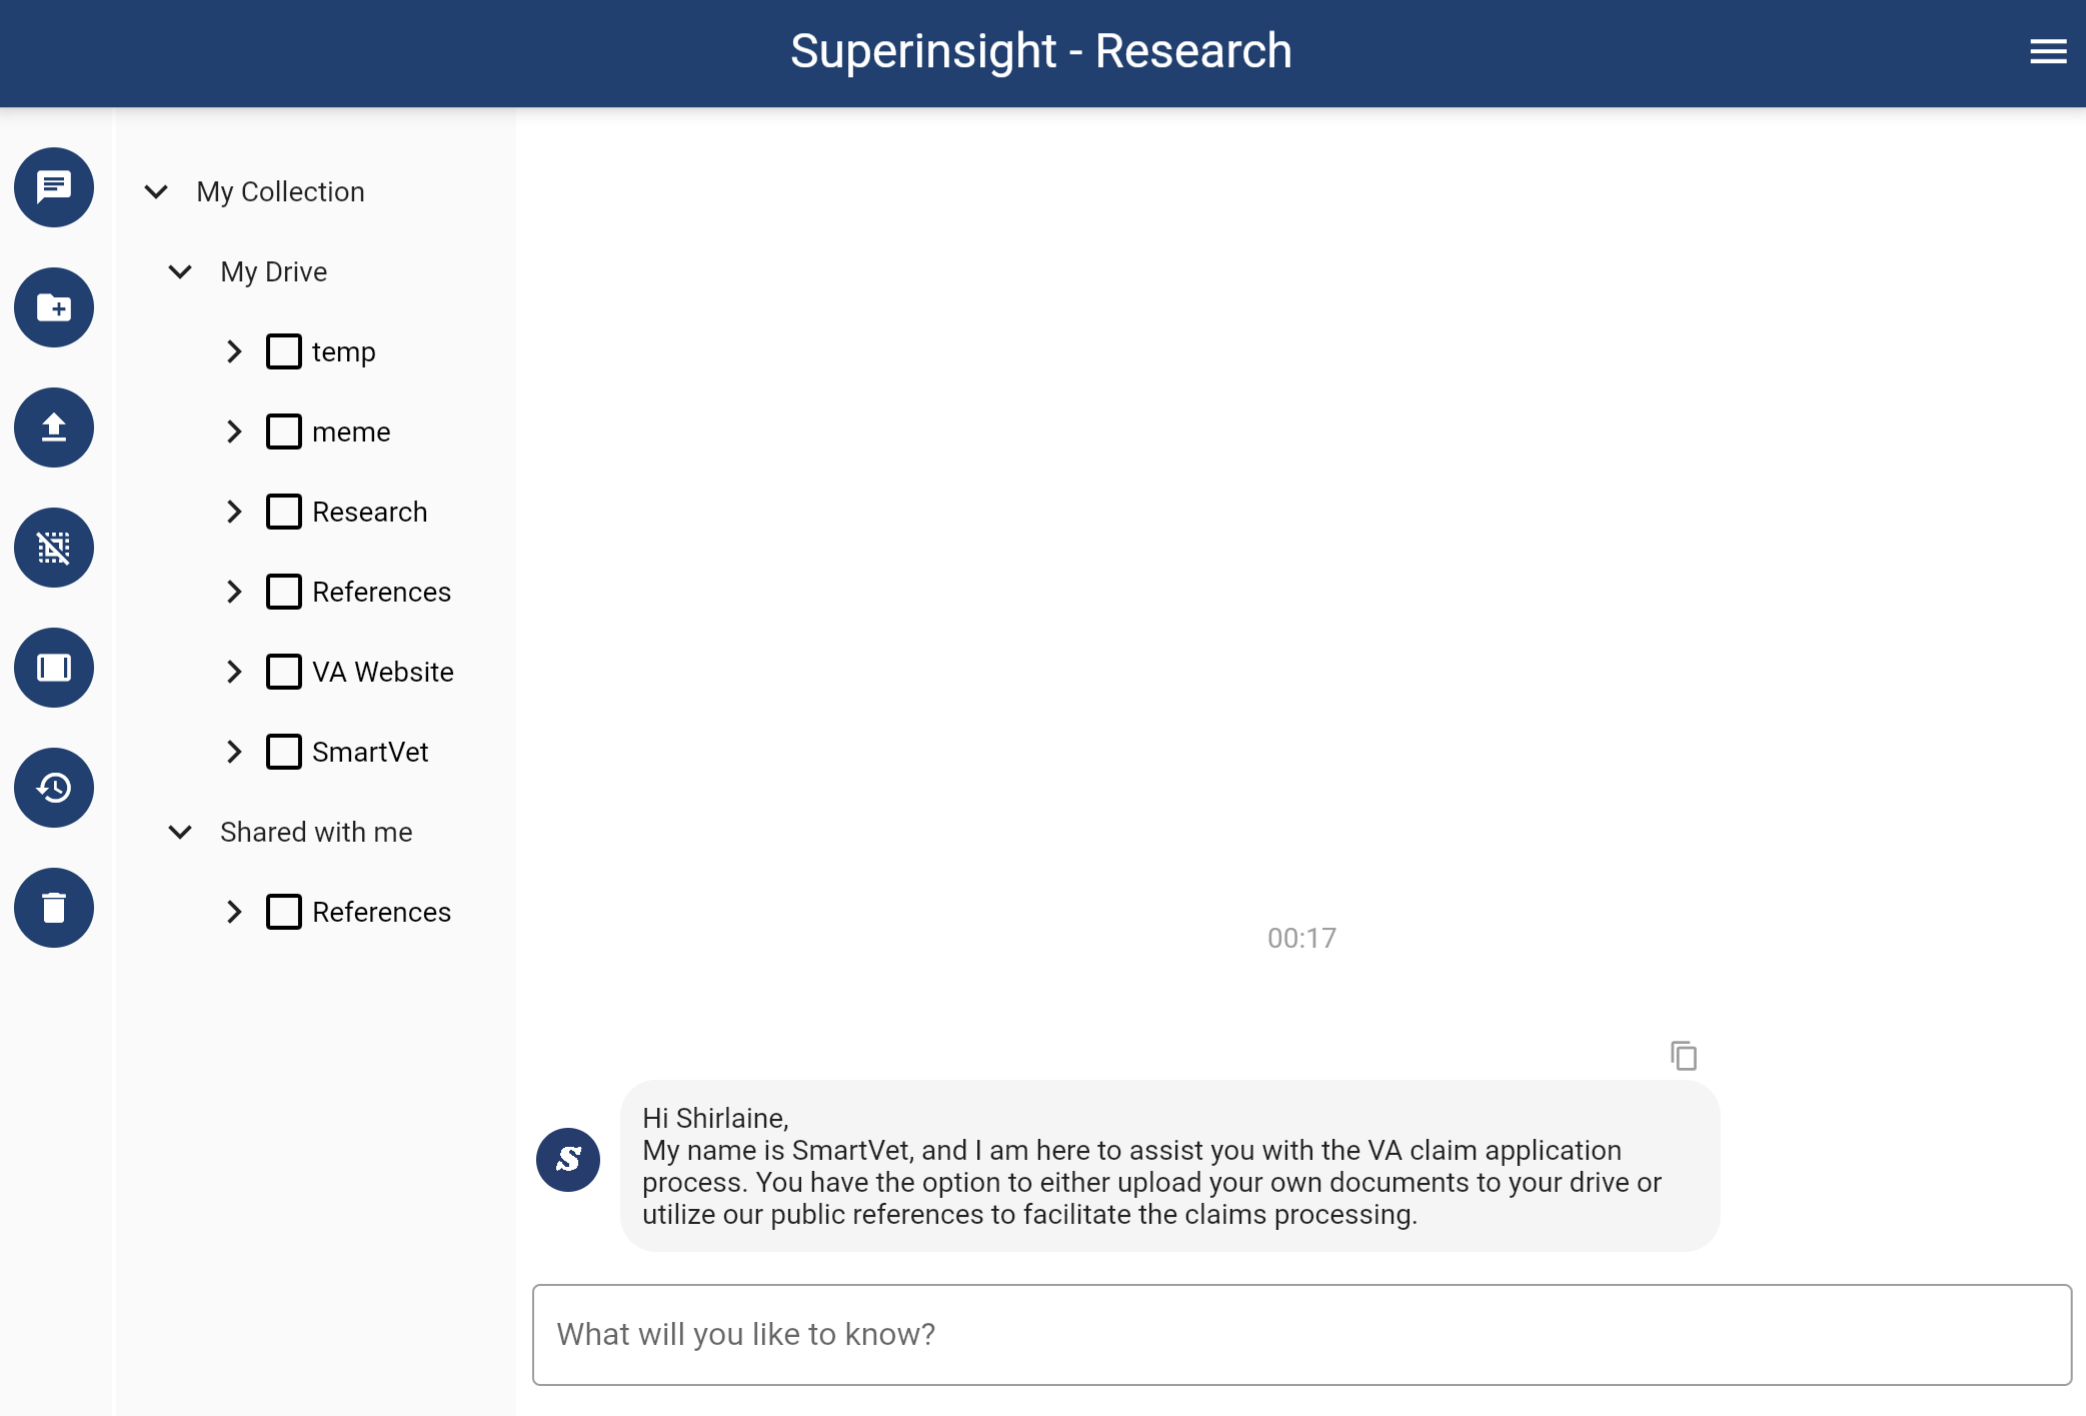 Superinsight - Research
My Collection
My Drive
temp
meme
Research
References
VA Website
SmartVet
Shared with me
References
00:17
Hi Shirlaine,
My name is SmartVet, and I am here to assist you with the VA claim application
process. You have the option to either upload your own documents to your drive or
utilize our public references to facilitate the claims processing.
S
What will you like to know?